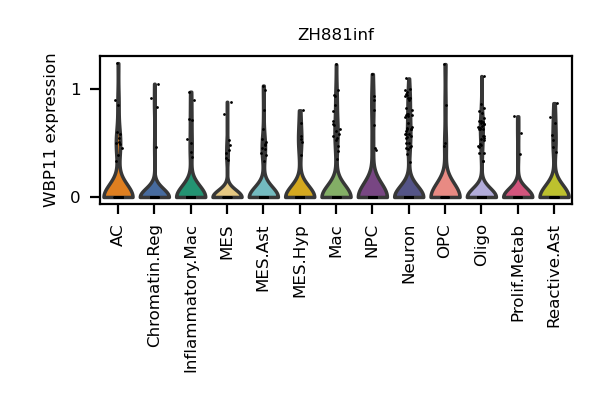 ZH881inf
WBP11 expression
1
0
AC
Chromatin.Reg
Inflammatory.Mac
MES
MES.Ast
MES.Hyp
Mac
NPC
Neuron
OPC
Oligo
Prolif.Metab
Reactive.Ast